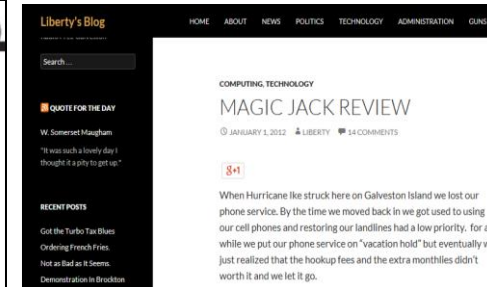 Liberty's Blog
HOME ABOUT NEWS POLITICS TECHNOLOGY ADMINISTRATION GUNS
Search …
QUOTE FOR THE DAY
W. Somerset Maugham
"It was such a lovely day I
thought it a pity to get up."
RECENT POSTS
Got the Turbo Tax Blues
Ordering French Fries.
Not as Bad as It Seems.
Demonstration In Brockton
COMPUTING, TECHNOLOGY
MAGIC JACK REVIEW
JANUARY 1, 2012 LIBERTY 14 COMMENTS
g+1
When Hurricane Ike struck here on Galveston Island we lost our
phone service. By the time we moved back in we got used to using
our cell phones and restoring our landlines had a low priority. for a
while we put our phone service on "vacation hold" but eventually w
just realized that the hookup fees and the extra monthlies didn't
worth it and we let it go.